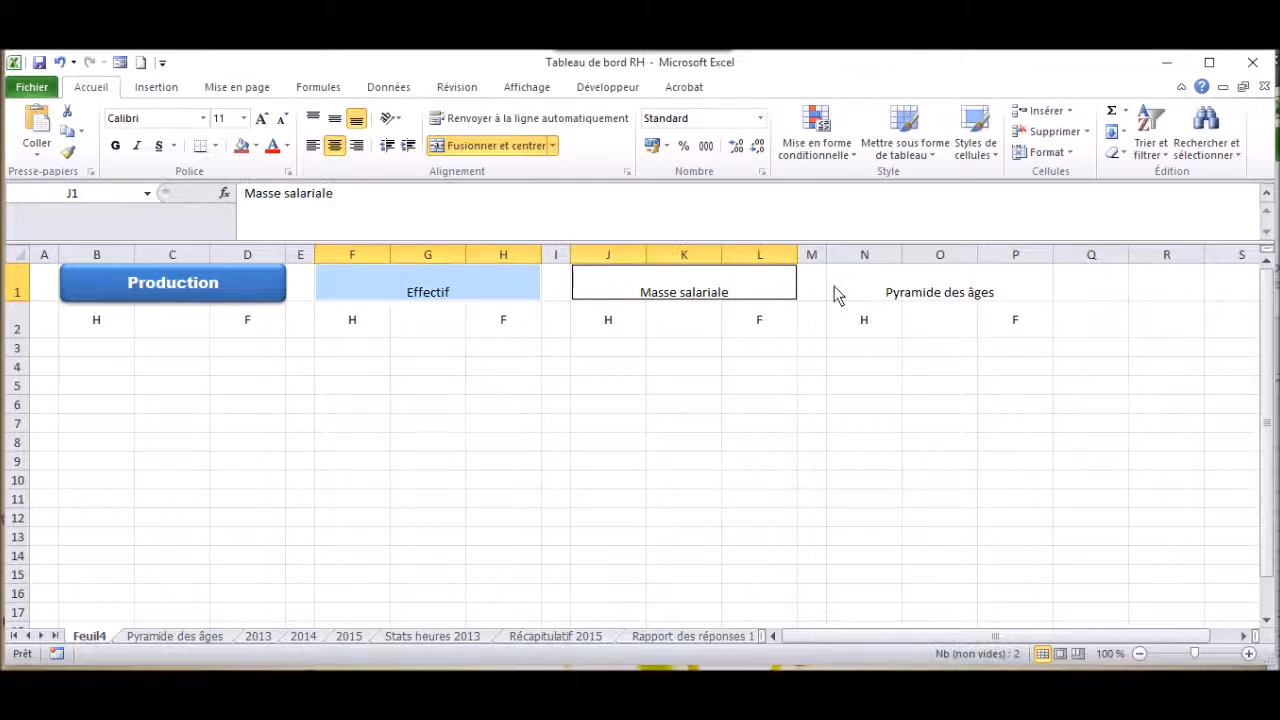 Tableau de bord RH - Microsoft Excel
Fichier Accueil Insertion Mise en page Formules Données Révision Affichage Développeur Acrobat
Coller Calibri 11 Renvoyer à la ligne automatiquement Standard Mise en forme conditionnelle Mettre sous forme de tableau Styles de cellules Insérer Σ Trier et filtrer Rechercher et sélectionner
G I S A Fusionner et centrer % 000 Supprimer Format
Presse-papiers Police Alignement Nombre Style Cellules Édition
J1 fx Masse salariale
A B C D E F G H I J K L M N O P Q R S
1 Production Effectif Masse salariale Pyramide des âges
2 H F H F H F H F
3
4
5
6
7
8
9
10
11
12
13
14
15
16
17
Feuil4 Pyramide des âges 2013 2014 2015 Stats heures 2013 Récapitulatif 2015 Rapport des réponses 1
Prêt Nb (non vides) : 2 100 %